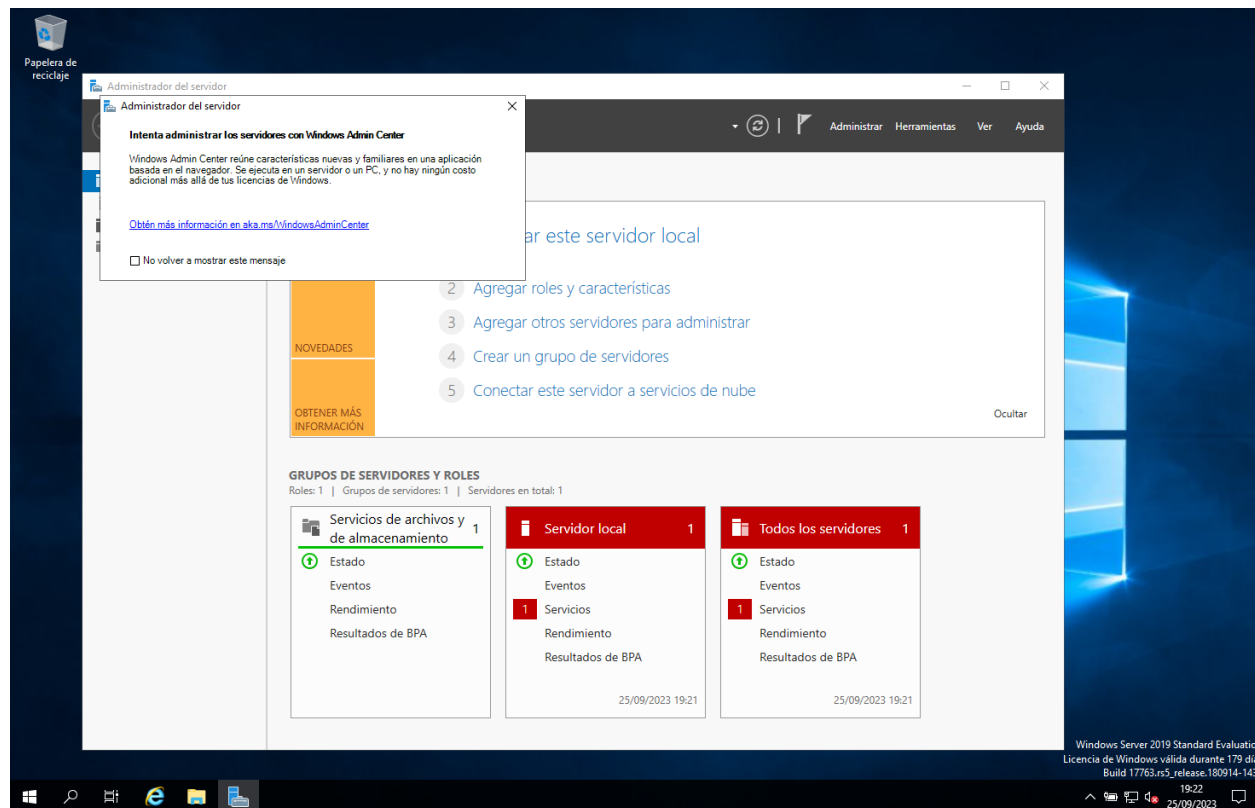 Papelera de
reciclaje
Administrador del servidor
Administrador del servidor
Intenta administrar los servidores con Windows Admin Center
Windows Admin Center reúne características nuevas y familiares en una aplicación
basada en el navegador. Se ejecuta en un servidor o un PC, y no hay ningún costo
adicional más allá de tus licencias de Windows.
Obtén más información en aka.ms/WindowsAdminCenter
No volver a mostrar este mensaje
Administrar Herramientas Ver Ayuda
este servidor local
2 Agregar roles y características
3 Agregar otros servidores para administrar
4 Crear un grupo de servidores
5 Conectar este servidor a servicios de nube
NOVEDADES
OBTENER MÁS
INFORMACIÓN
Ocultar
GRUPOS DE SERVIDORES Y ROLES
Roles: 1 | Grupos de servidores: 1 | Servidores en total: 1
Servicios de archivos y
de almacenamiento
1
Estado
Eventos
Rendimiento
Resultados de BPA
Servidor local 1
Estado
Eventos
1 Servicios
Rendimiento
Resultados de BPA
25/09/2023 19:21
Todos los servidores 1
Estado
Eventos
1 Servicios
Rendimiento
Resultados de BPA
25/09/2023 19:21
Windows Server 2019 Standard Evaluatio
Licencia de Windows válida durante 179 dí
Build 17763.rs5_release.180914-143
19:22
25/09/2023